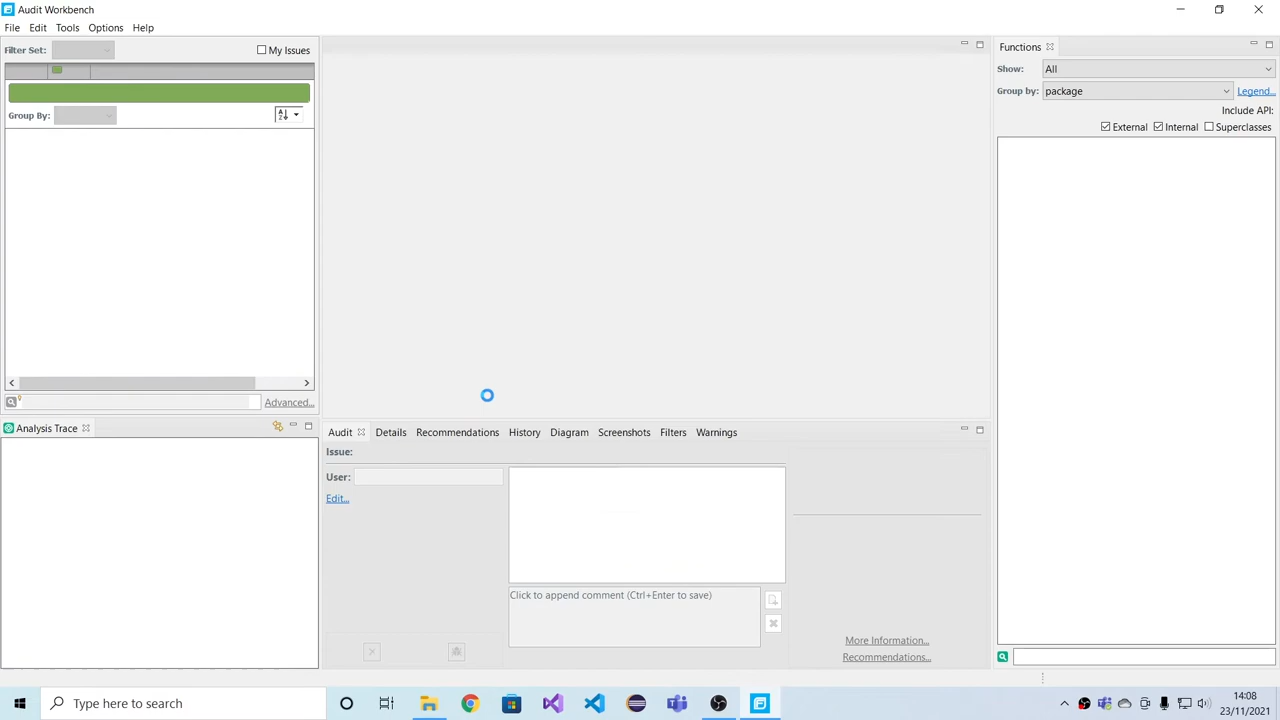 Audit Workbench
File Edit Tools Options Help
Filter Set:
My Issues
Group By:
Advanced...
Analysis Trace
Audit Details Recommendations History Diagram Screenshots Filters Warnings
Issue:
User:
Edit...
Click to append comment (Ctrl+Enter to save)
More Information...
Recommendations...
Functions
Show: All
Group by: package Legend...
Include API:
External Internal Superclasses
Type here to search
14:08
23/11/2021